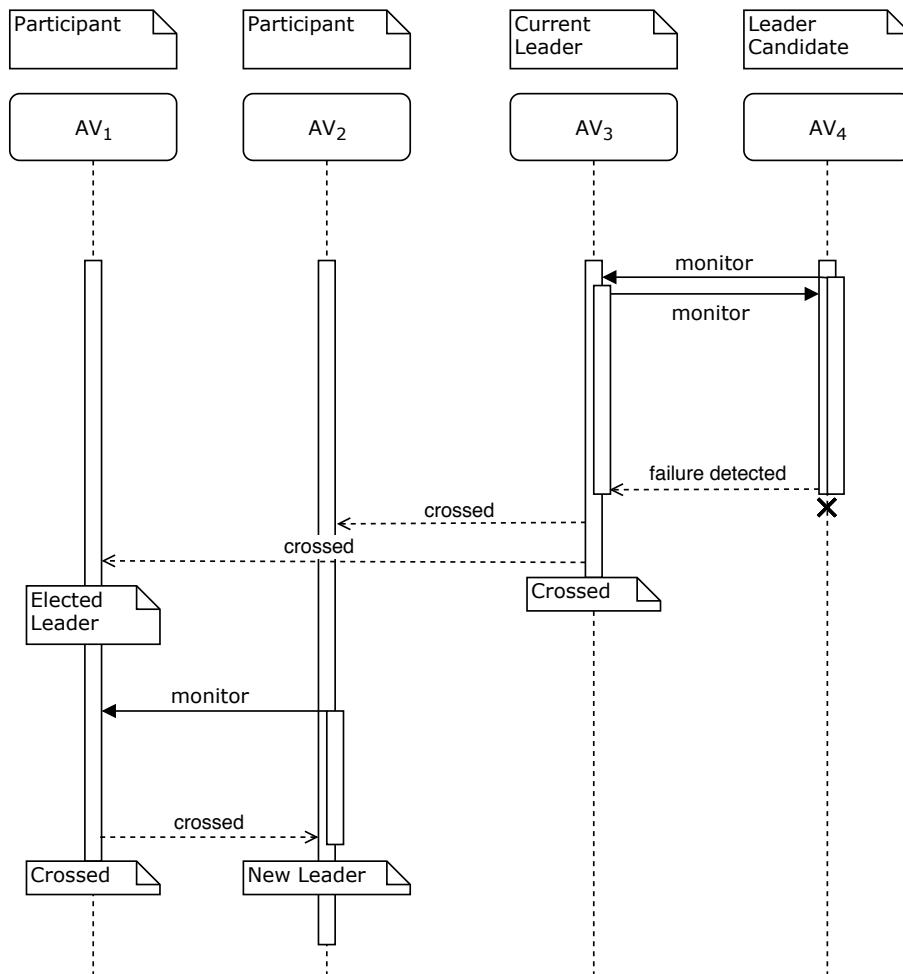 Participant
Participant
Current
Leader
Leader
Candidate
AV₁
AV₂
AV₃
AV₄
monitor
monitor
failure detected
crossed
crossed
Crossed
Elected
Leader
monitor
crossed
Crossed
New Leader